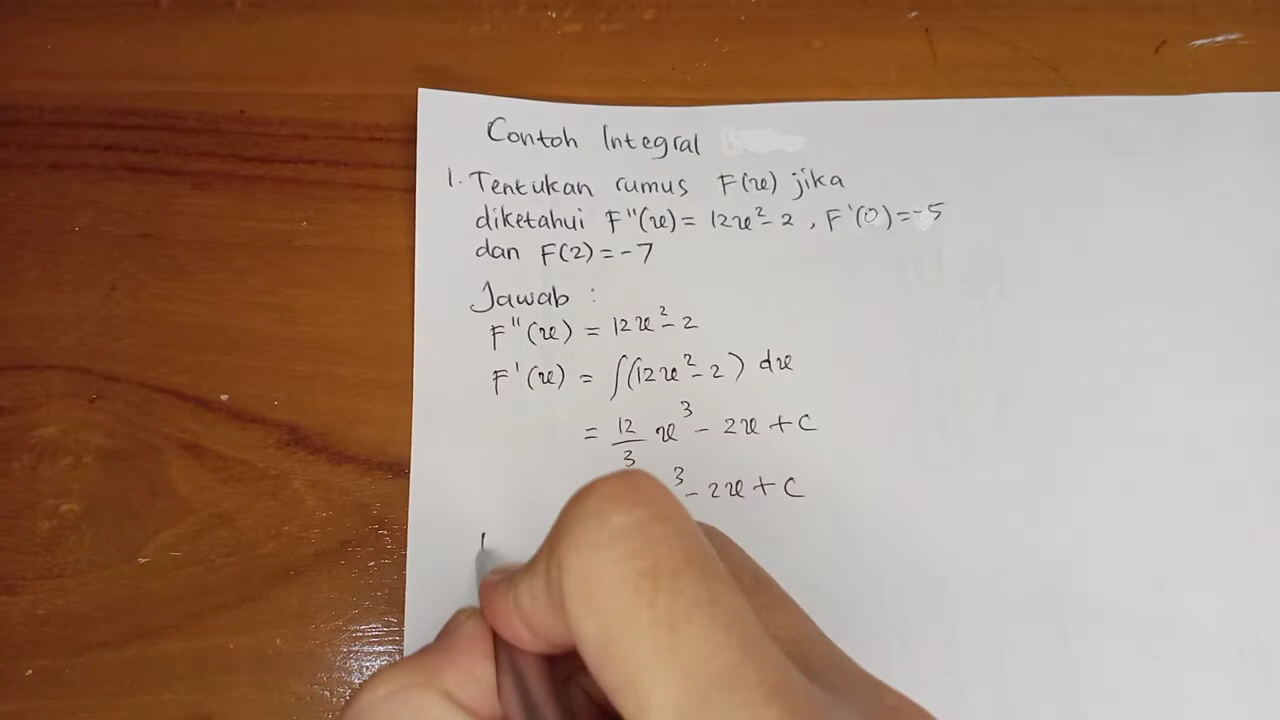 Contoh Integral
1. Tentukan rumus F(x) jika
diketahui F''(x) = 12x² - 2 , F'(0) = -5
dan F(2) = -7
Jawab :
F''(x) = 12x² - 2
F'(x) = ∫(12x² - 2) dx
= 12/3 x³ - 2x + C
³ - 2x + C